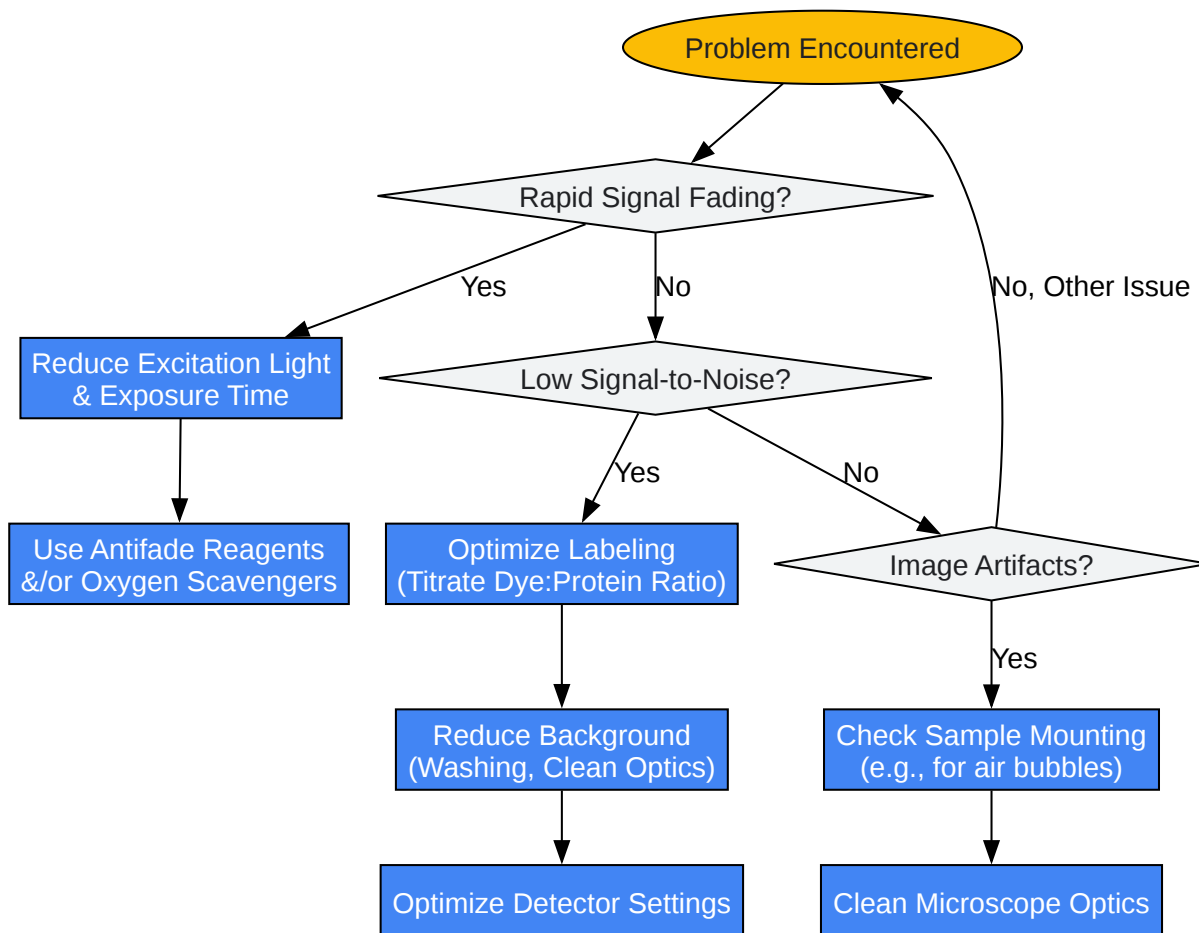 Problem Encountered
Rapid Signal Fading?
Yes
No
No, Other Issue
Reduce Excitation Light
& Exposure Time
Low Signal-to-Noise?
Yes
No
Use Antifade Reagents
&/or Oxygen Scavengers
Optimize Labeling
(Titrate Dye:Protein Ratio)
Image Artifacts?
Yes
Reduce Background
(Washing, Clean Optics)
Check Sample Mounting
(e.g., for air bubbles)
Optimize Detector Settings
Clean Microscope Optics